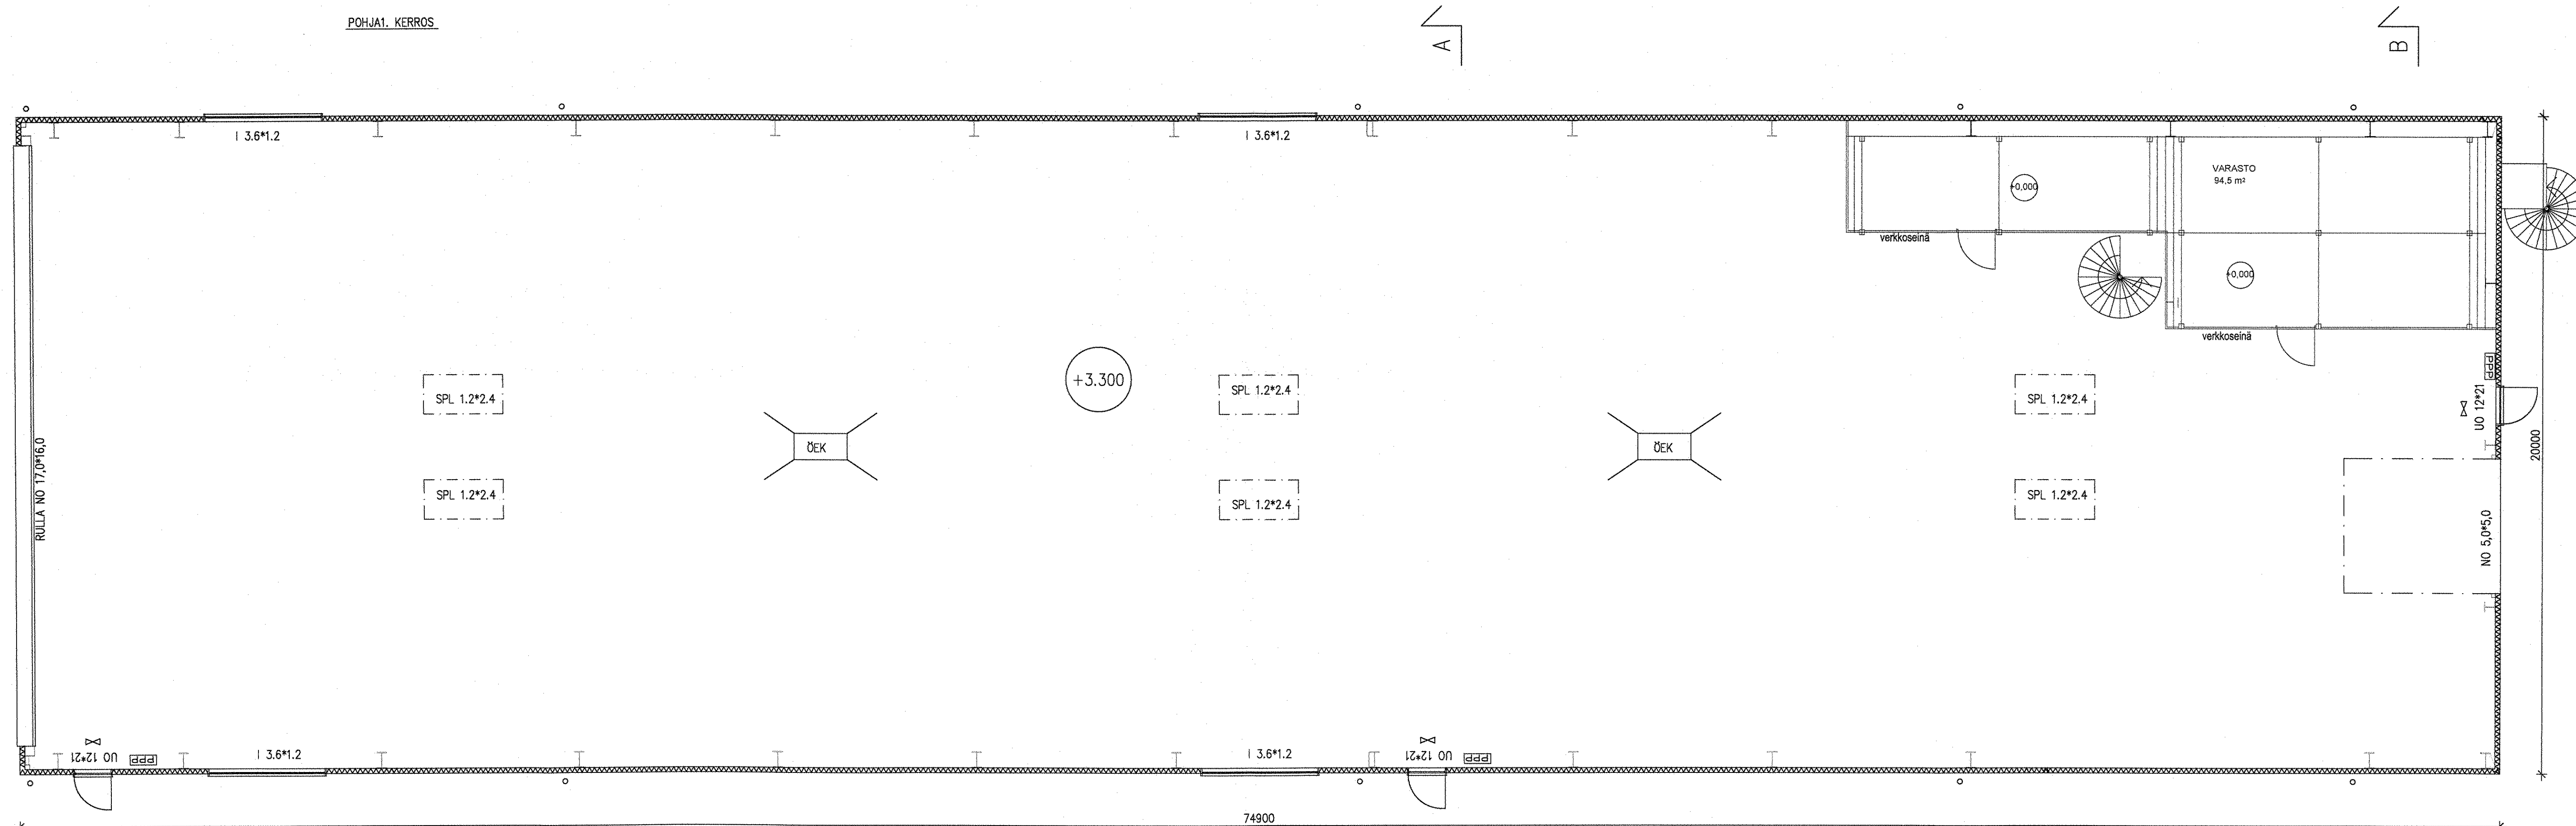 POHJA1. KERROS
A
B
I 3.6*1.2
I 3.6*1.2
VARASTO
94,5 m²
+0,000
verkkoseinä
+0,000
verkkoseinä
+3.300
SPL 1.2*2.4
SPL 1.2*2.4
SPL 1.2*2.4
ÖEK
ÖEK
SPL 1.2*2.4
SPL 1.2*2.4
SPL 1.2*2.4
RULLA NO 17,0*16,0
PPP
UO 12*21
20000
NO 5,0*5,0
UO 12*21
PPP
I 3.6*1.2
I 3.6*1.2
UO 12*21
PPP
74900